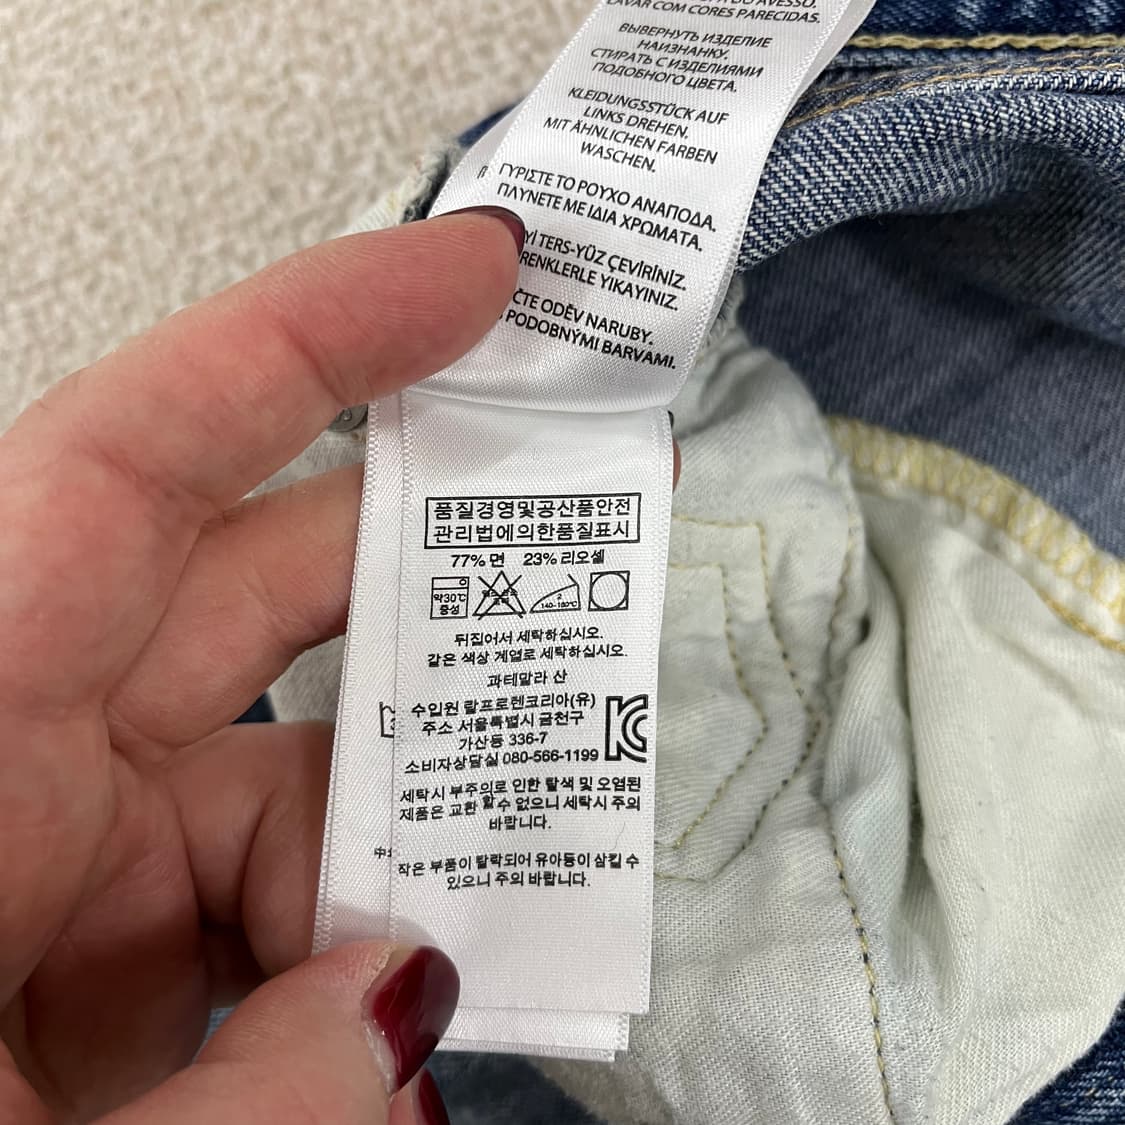 LAVAR COM CORES PARECIDAS.
ВЫВЕРНУТЬ ИЗДЕЛИЕ
НАИЗНАНКУ.
СТИРАТЬ С ИЗДЕЛИЯМИ
ПОДОБНОГО ЦВЕТА.
KLEIDUNGSSTÜCK AUF
LINKS DREHEN.
MIT ÄHNLICHEN FARBEN
WASCHEN.
ΓΥΡΙΣΤΕ ΤΟ ΡΟΥΧΟ ΑΝΑΠΟΔΑ.
ΠΛΥΝΕΤΕ ΜΕ ΙΔΙΑ ΧΡΩΜΑΤΑ.
TERS-YÜZ ÇEVİRİNİZ.
RENKLERLE YIKAYINIZ.
ODĚV NARUBY.
PODOBNÝMI BARVAMI.
품질경영및공산품안전
관리법에의한품질표시
77% 면 23% 리오셀
약30℃
중성
2
140-160℃
뒤집어서 세탁하십시오.
같은 색상 계열로 세탁하십시오.
과테말라 산
수입원 랄프로렌코리아(유)
주소 서울특별시 금천구
가산동 336-7
소비자상담실 080-566-1199
세탁시 부주의로 인한 탈색 및 오염된
제품은 교환 할수 없으니 세탁시 주의
바랍니다.
작은 부품이 탈락되어 유아등이 삼킬 수
있으니 주의 바랍니다.